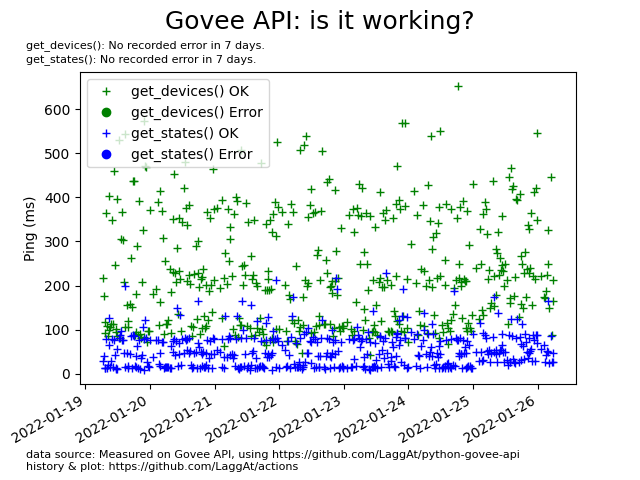 Govee API: is it working?
get_devices(): No recorded error in 7 days.
get_states(): No recorded error in 7 days.
get_devices() OK
get_devices() Error
get_states() OK
get_states() Error
Ping (ms)
600
500
400
300
200
100
0
2022-01-19
2022-01-20
2022-01-21
2022-01-22
2022-01-23
2022-01-24
2022-01-25
2022-01-26
data source: Measured on Govee API, using https://github.com/LaggAt/python-govee-api
history & plot: https://github.com/LaggAt/actions